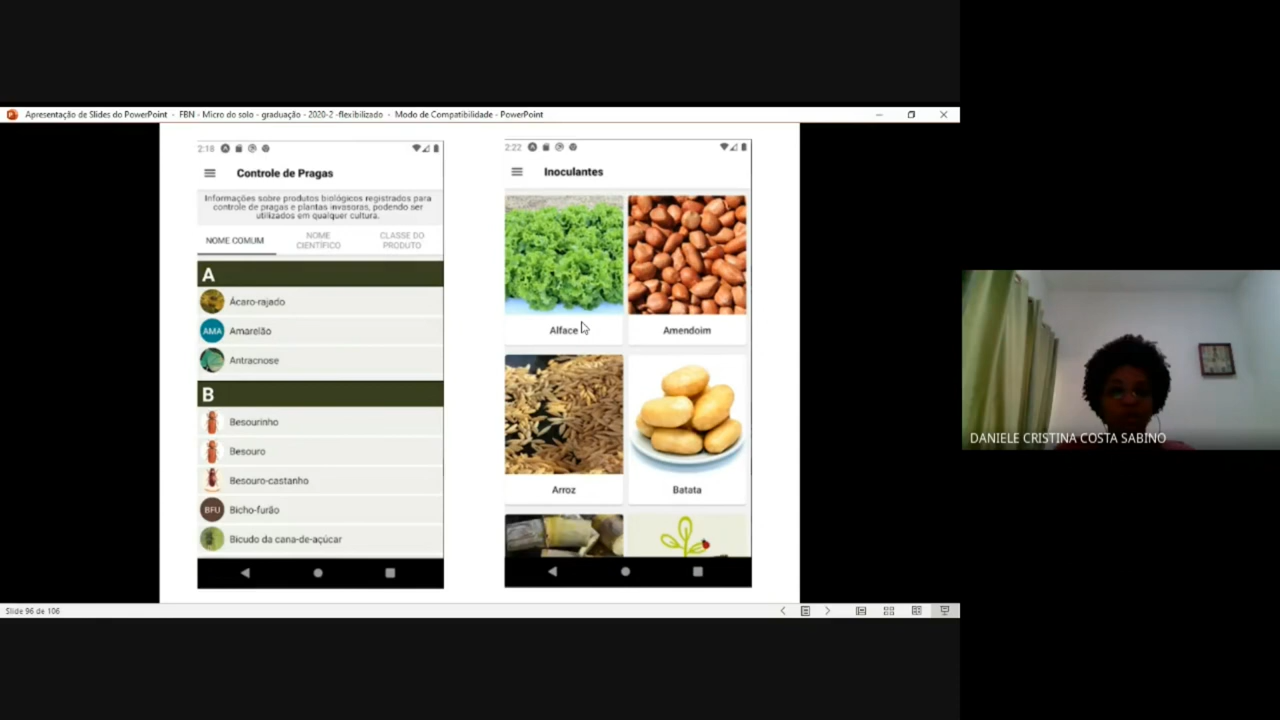 Apresentação de Slides do PowerPoint - FBN - Micro do solo - graduação - 2020-2 -flexibilizado - Modo de Compatibilidade - PowerPoint
2:18
Controle de Pragas
Informações sobre produtos biológicos registrados para
controle de pragas e plantas invasoras, podendo ser
utilizados em qualquer cultura.
NOME COMUM
NOME
CIENTÍFICO
CLASSE DO
PRODUTO
A
Ácaro-rajado
AMA Amarelão
Antracnose
B
Besourinho
Besouro
Besouro-castanho
BFU Bicho-furão
Bicudo da cana-de-açúcar
2:22
Inoculantes
Alface
Amendoim
Arroz
Batata
DANIELE CRISTINA COSTA SABINO
Slide 96 de 106